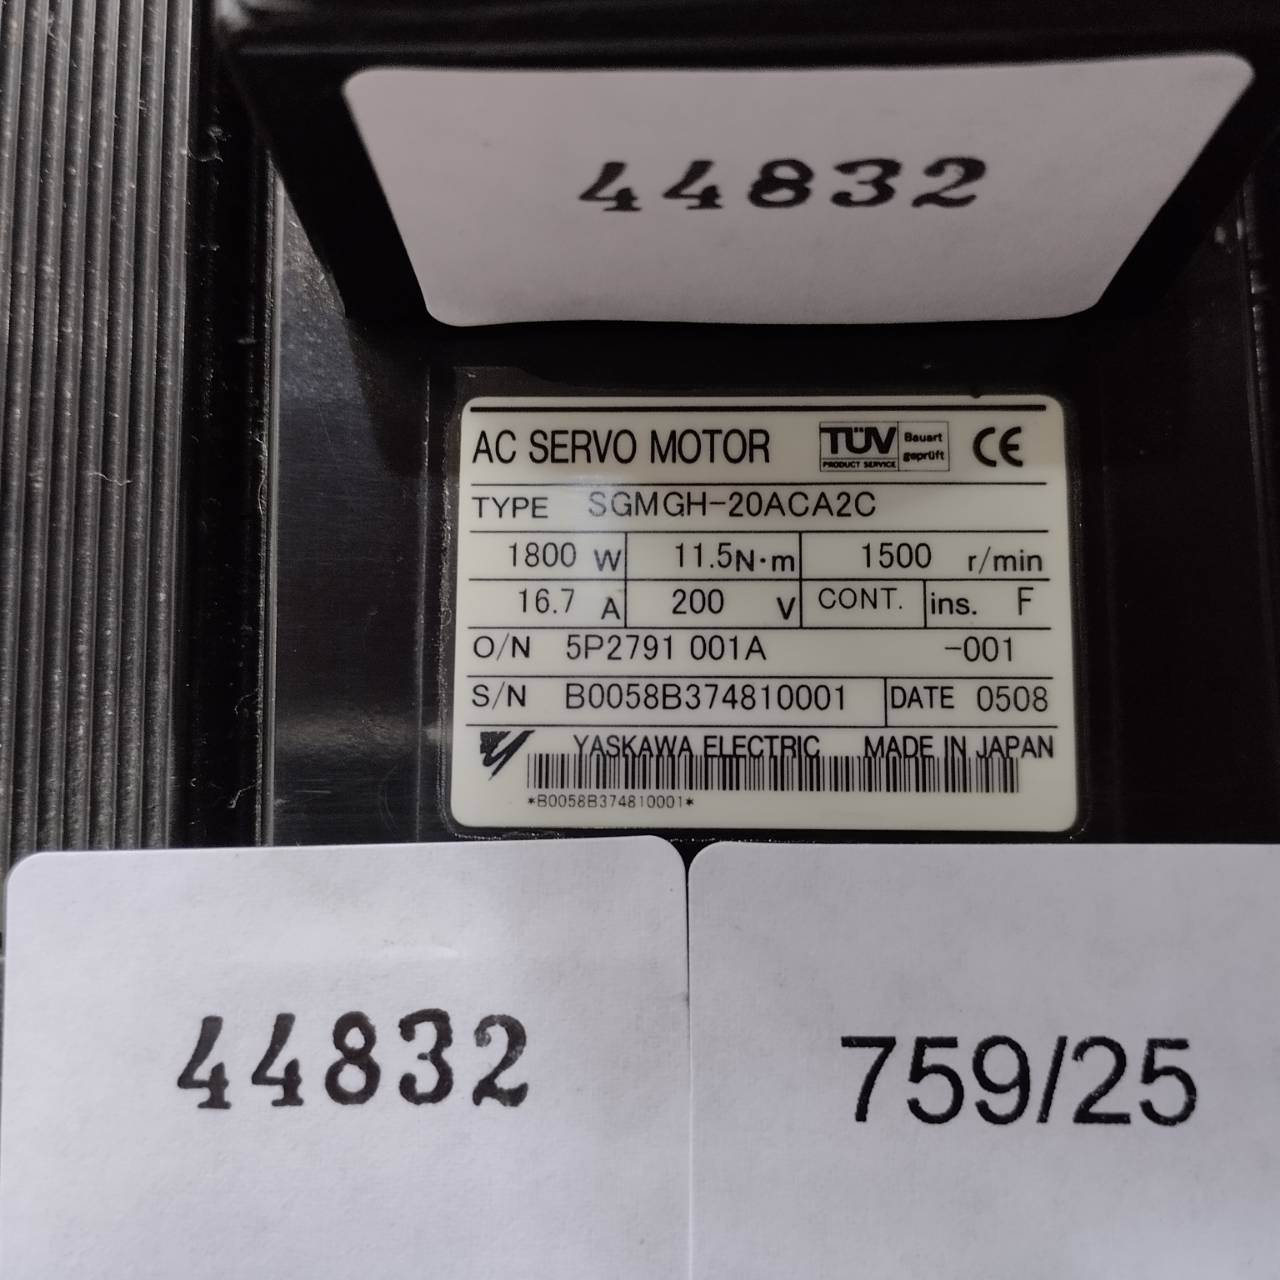 44832
AC SERVO MOTOR TÜV PRODUCT SERVICE Bauart geprüft CE
TYPE SGMGH-20ACA2C
1800 W 11.5N·m 1500 r/min
16.7 A 200 V CONT. ins. F
O/N 5P2791 001A -001
S/N B0058B374810001 DATE 0508
YASKAWA ELECTRIC MADE IN JAPAN
*B0058B374810001*
44832 759/25